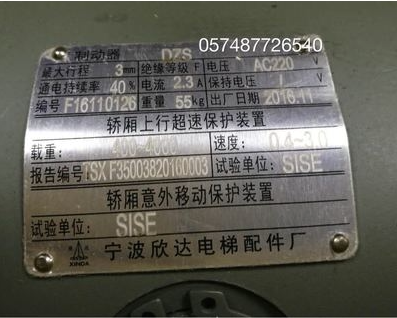 057487726540
制动器 DZS
最大行程 3mm 绝缘等级 F 电压 AC220 V
通电持续率 40% 电流 2.3A 保持电压 / V
编号 F16110126 重量 55kg 出厂日期 2016.11
轿厢上行超速保护装置
载重: 400~4000 速度: 0.4~3.0
报告编号 TSX F35003820160003 试验单位: SISE
轿厢意外移动保护装置
试验单位: SISE
XINDA 宁波欣达电梯配件厂